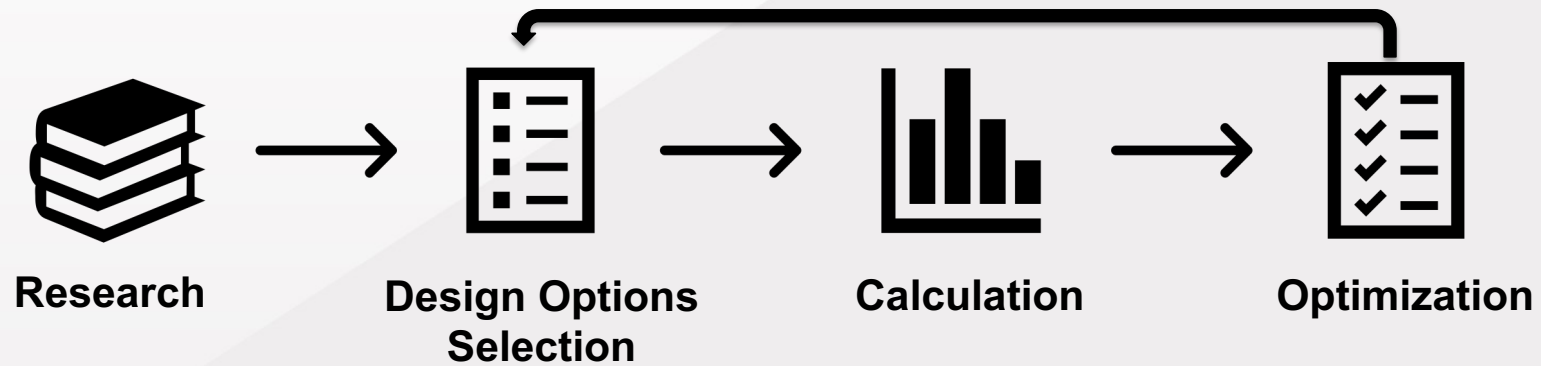 Research
Design Options
Selection
Calculation
Optimization